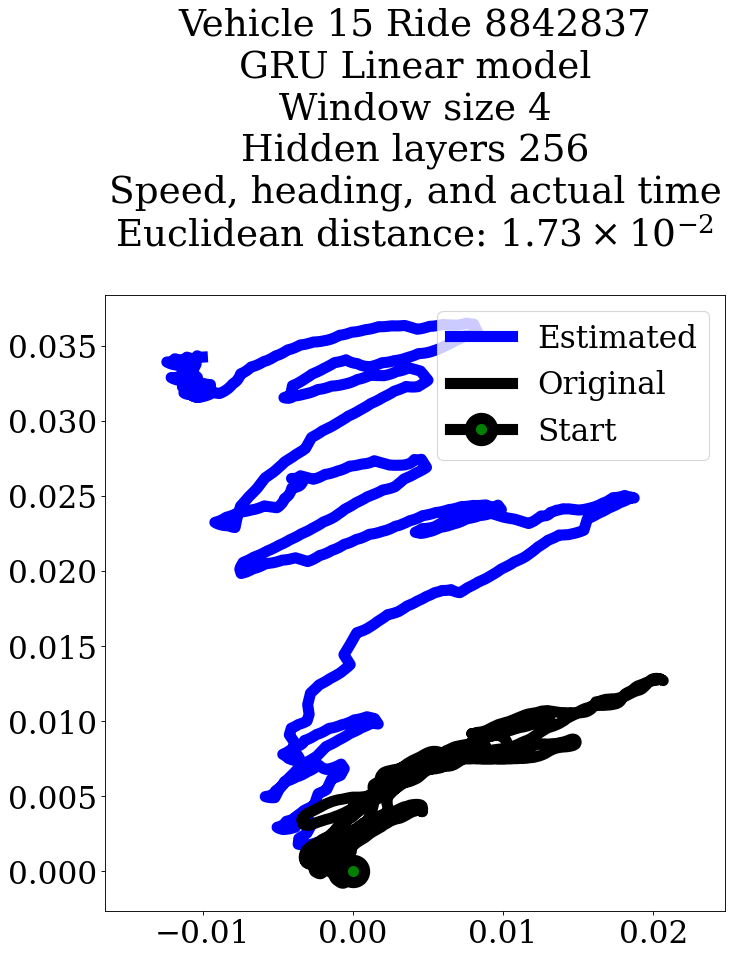 Vehicle 15 Ride 8842837
GRU Linear model
Window size 4
Hidden layers 256
Speed, heading, and actual time
Euclidean distance: 1.73 × 10⁻²
Estimated
Original
Start
0.035
0.030
0.025
0.020
0.015
0.010
0.005
0.000
−0.01 0.00 0.01 0.02